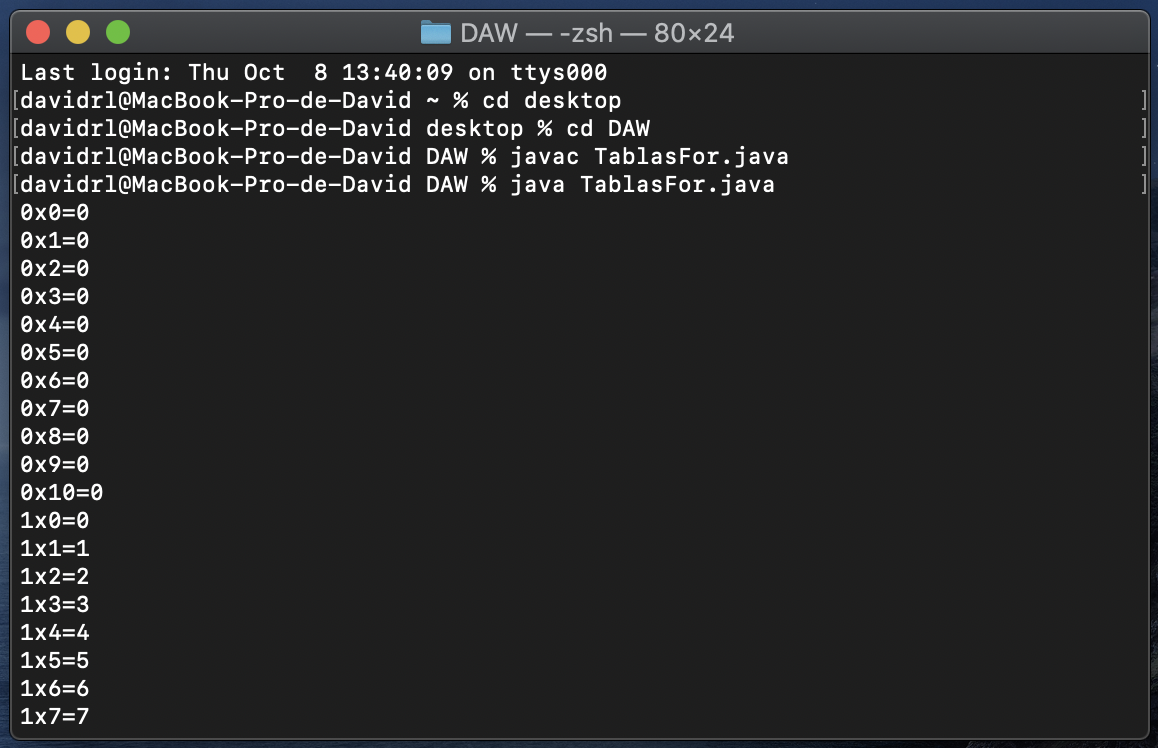 DAW — -zsh — 80×24
Last login: Thu Oct  8 13:40:09 on ttys000
[davidrl@MacBook-Pro-de-David ~ % cd desktop ]
[davidrl@MacBook-Pro-de-David desktop % cd DAW ]
[davidrl@MacBook-Pro-de-David DAW % javac TablasFor.java ]
[davidrl@MacBook-Pro-de-David DAW % java TablasFor.java ]
0x0=0
0x1=0
0x2=0
0x3=0
0x4=0
0x5=0
0x6=0
0x7=0
0x8=0
0x9=0
0x10=0
1x0=0
1x1=1
1x2=2
1x3=3
1x4=4
1x5=5
1x6=6
1x7=7